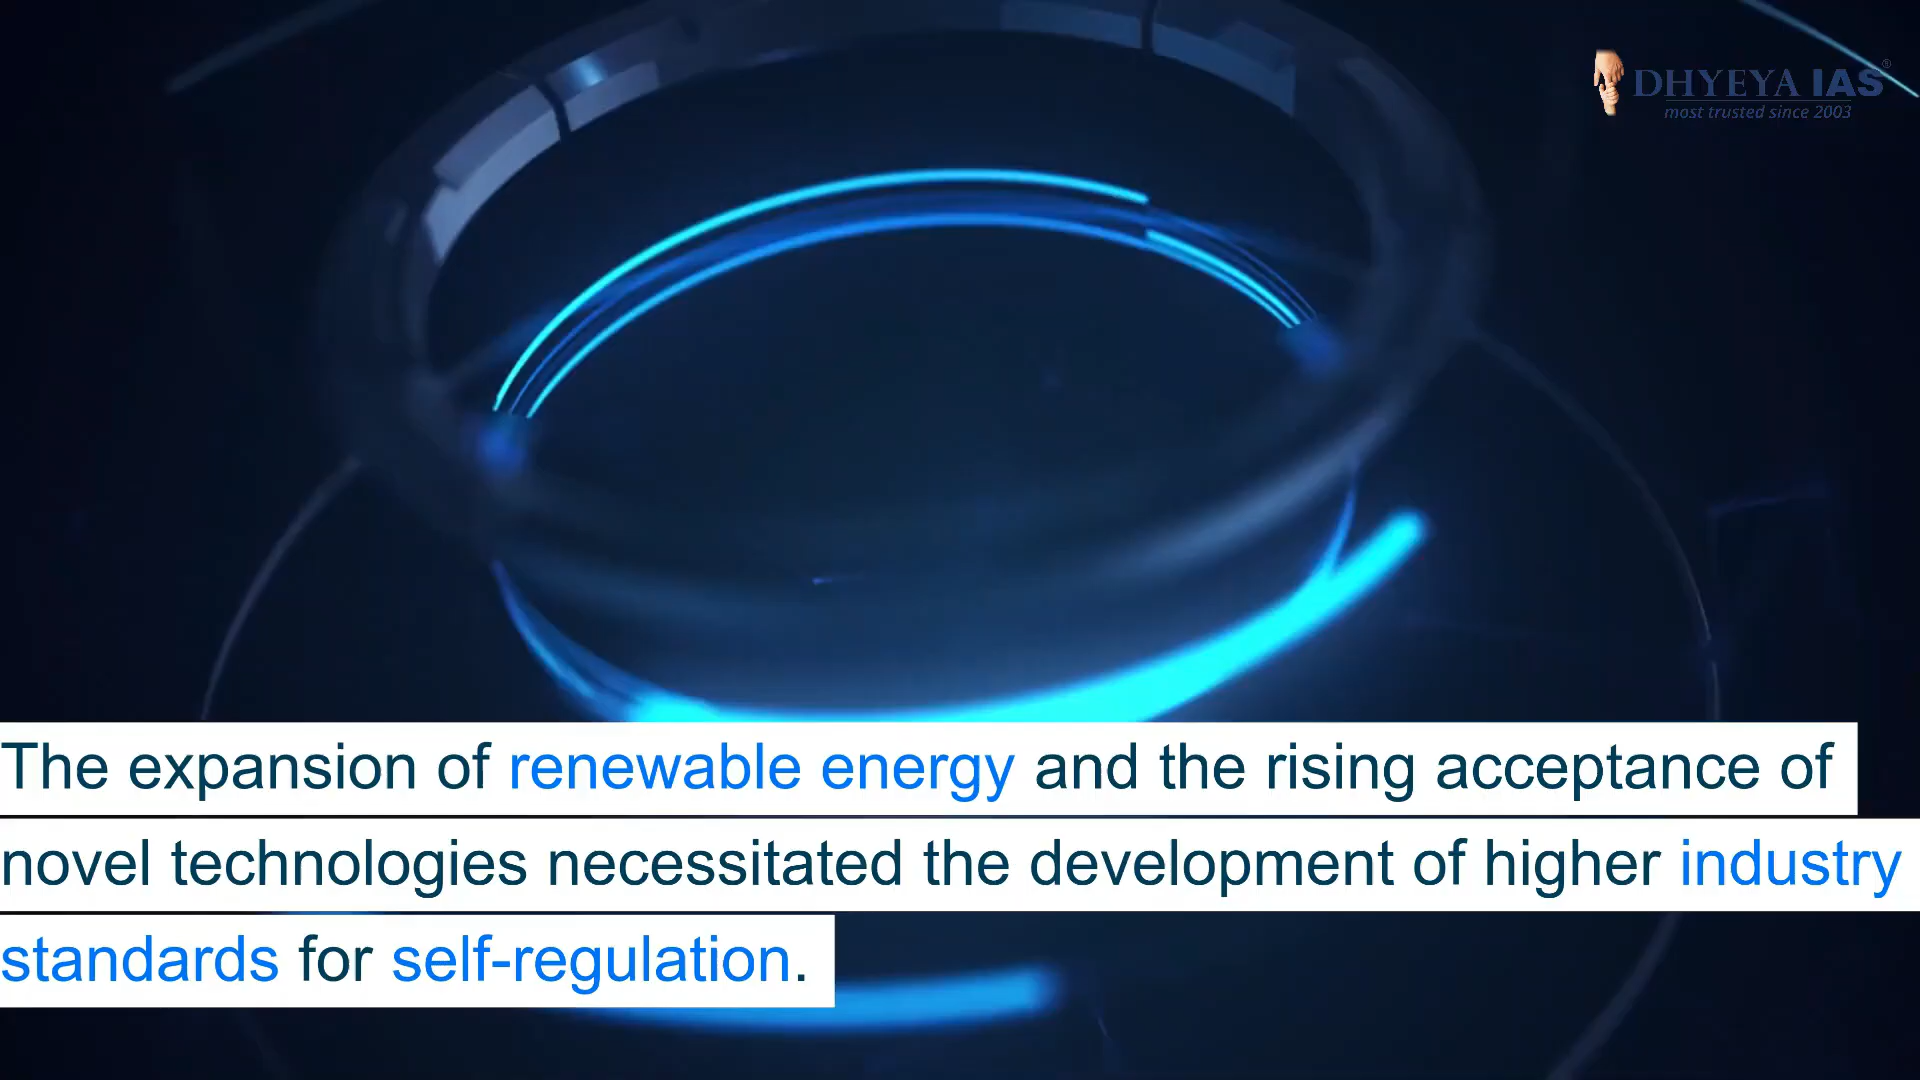 DHYEYA IAS®
most trusted since 2003
The expansion of renewable energy and the rising acceptance of
novel technologies necessitated the development of higher industry
standards for self-regulation.